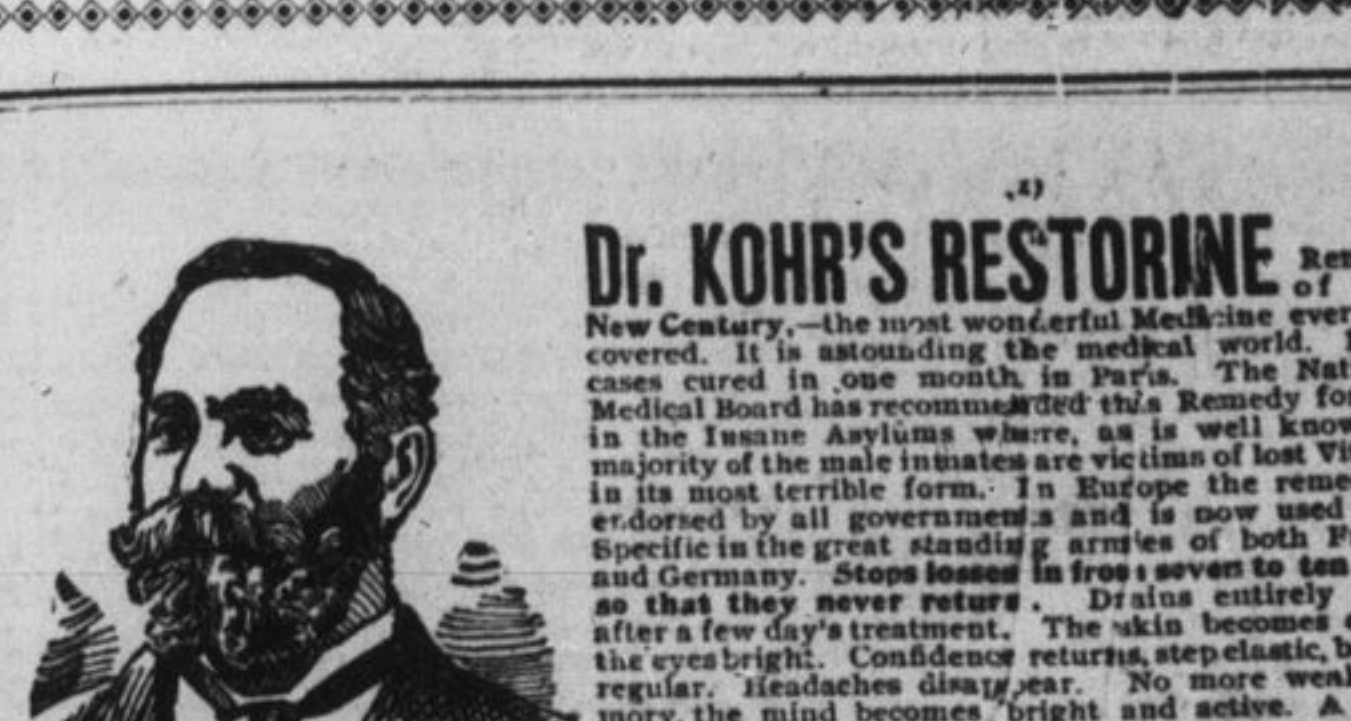 Dr. KOHR'S RESTORINE
of
New Century.—the most wonderful Medicine ever
covered. It is astounding the medical world.
cases cured in one month in Paris. The Nat
Medical Board has recommended this Remedy for
in the Insane Asylums where, as is well know
majority of the male inmates are victims of lost Vit
in its most terrible form. In Europe the reme
endorsed by all governments and is now used
Specific in the great standing armies of both F
and Germany. Stops losses in from seven to ten
so that they never return. Drains entirely
after a few day's treatment. The skin becomes
the eyes bright. Confidence returns, step elastic, b
regular. Headaches disappear. No more weak
mory, the mind becomes bright and active. A